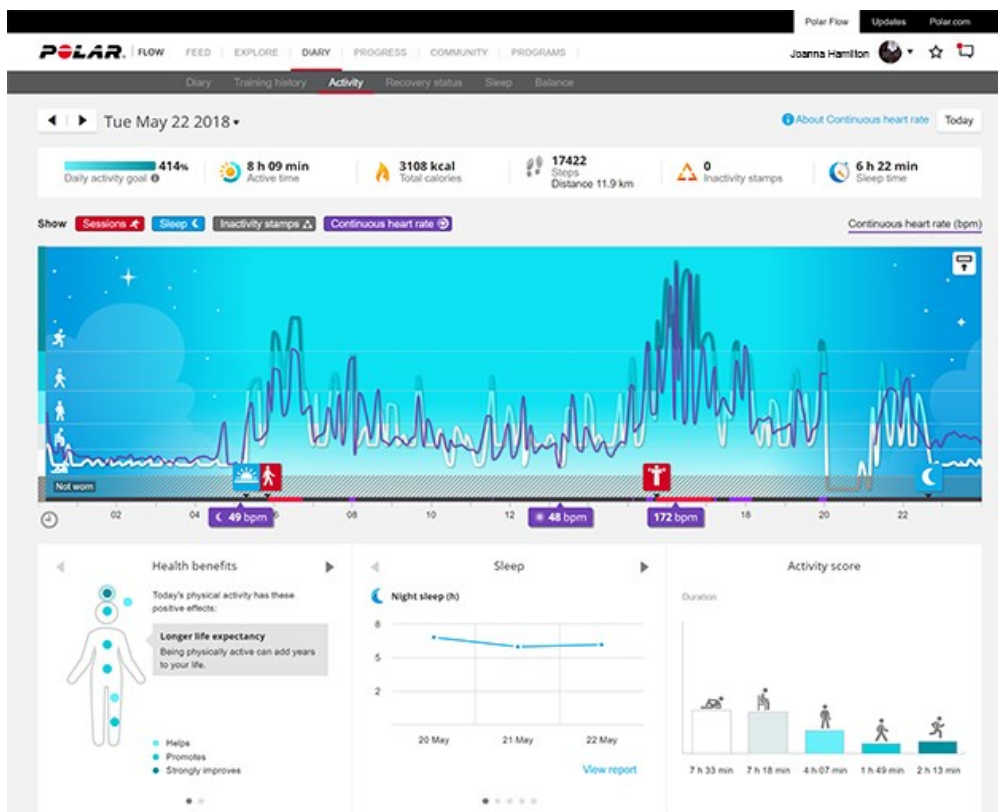 Polar Flow Updates Polar.com
POLAR. FLOW FEED EXPLORE DIARY PROGRESS COMMUNITY PROGRAMS Joanna Hamilton
Diary Training history Activity Recovery status Sleep Balance
Tue May 22 2018 About Continuous heart rate Today
414% 8 h 09 min 3108 kcal 17422 0 6 h 22 min
Daily activity goal Active time Total calories Steps Inactivity stamps Sleep time
Distance 11.9 km
Show Sessions Sleep Inactivity stamps Continuous heart rate Continuous heart rate (bpm)
Not worn
02 04 6 08 10 12 18 20 22
49 bpm 48 bpm 172 bpm
Health benefits
Today's physical activity has these
positive effects:
Longer life expectancy
Being physically active can add years
to your life.
Helps
Promotes
Strongly improves
Sleep
Night sleep (h)
8
5
2
20 May 21 May 22 May
View report
Activity score
Duration
7 h 33 min 7 h 18 min 4 h 07 min 1 h 49 min 2 h 13 min